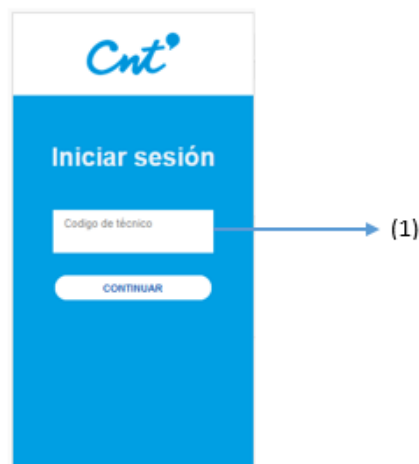 Cnt
Iniciar sesión
Codigo de técnico
(1)
CONTINUAR